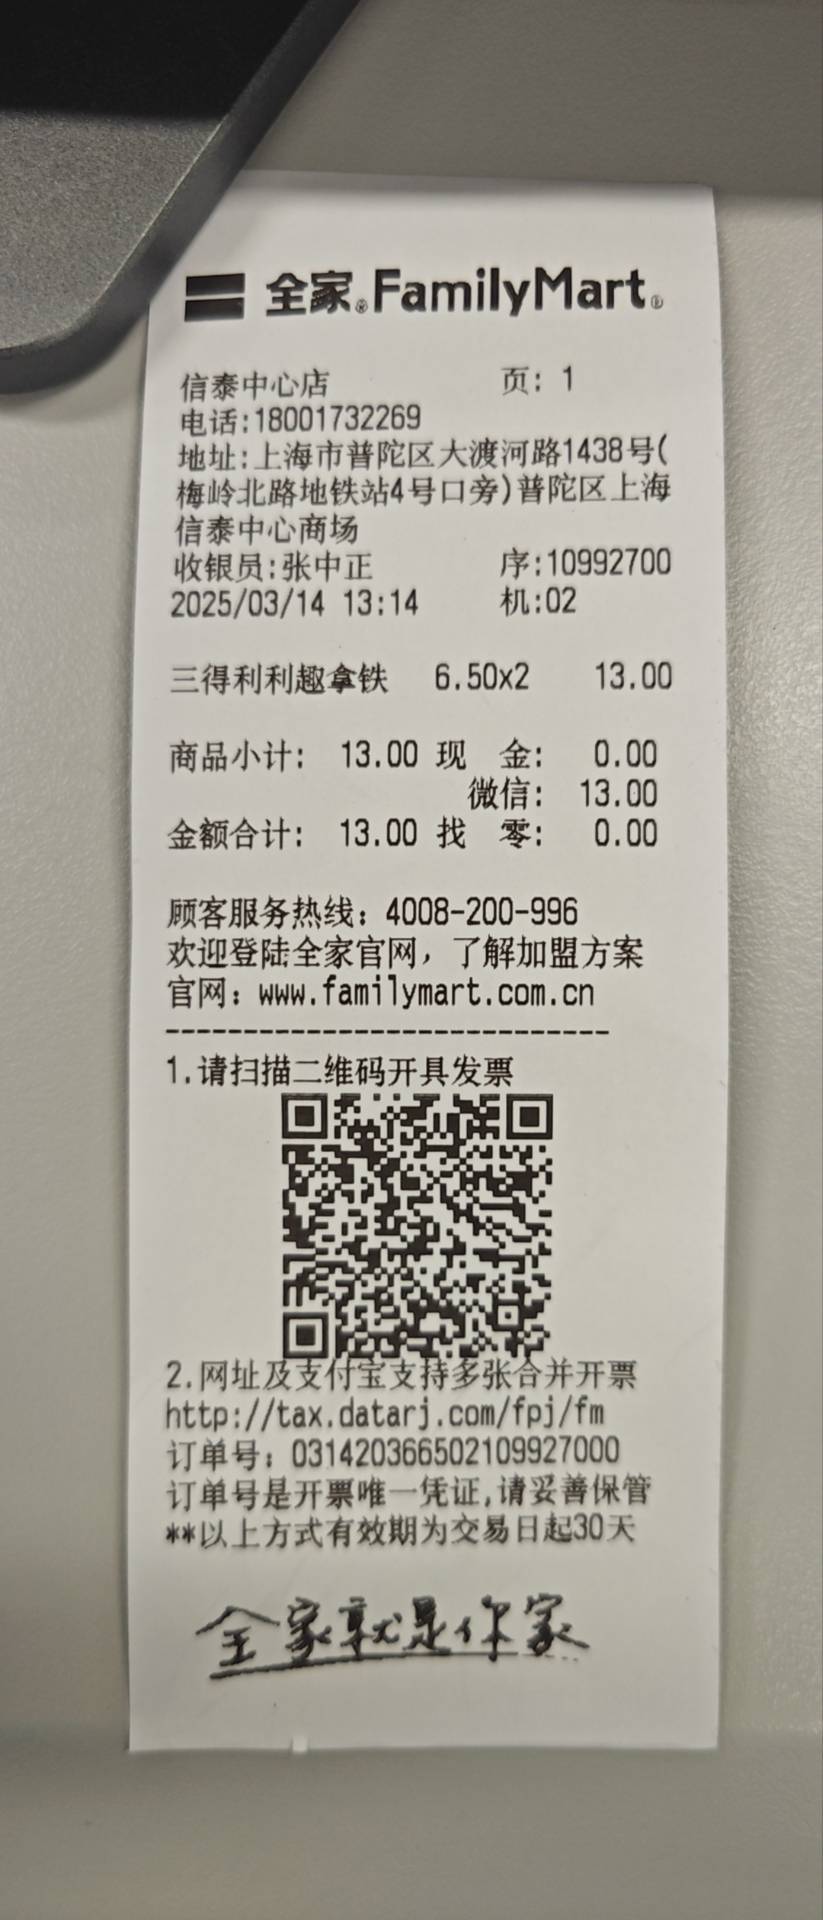 全家®FamilyMart®
信泰中心店 页: 1
电话:18001732269
地址:上海市普陀区大渡河路1438号(
梅岭北路地铁站4号口旁)普陀区上海
信泰中心商场
收银员:张中正 序:10992700
2025/03/14 13:14 机:02
三得利利趣拿铁 6.50x2 13.00
商品小计: 13.00 现 金: 0.00
微信: 13.00
金额合计: 13.00 找 零: 0.00
顾客服务热线：4008-200-996
欢迎登陆全家官网，了解加盟方案
官网：www.familymart.com.cn
----------------------------
1.请扫描二维码开具发票
2.网址及支付宝支持多张合并开票
http://tax.datarj.com/fpj/fm
订单号：031420366502109927000
订单号是开票唯一凭证,请妥善保管
**以上方式有效期为交易日起30天
全家就是你家